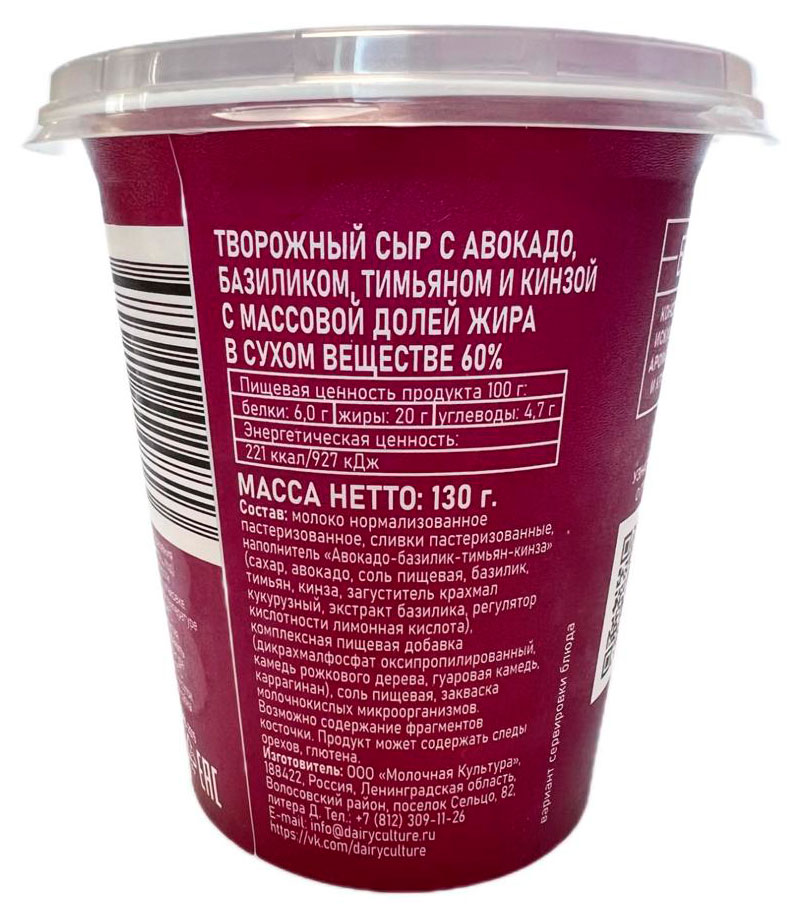 ТВОРОЖНЫЙ СЫР С АВОКАДО,
БАЗИЛИКОМ, ТИМЬЯНОМ И КИНЗОЙ
С МАССОВОЙ ДОЛЕЙ ЖИРА
В СУХОМ ВЕЩЕСТВЕ 60%
Пищевая ценность продукта 100 г:
белки: 6,0 г жиры: 20 г углеводы: 4,7 г
Энергетическая ценность:
221 ккал/927 кДж
МАССА НЕТТО: 130 г.
Состав: молоко нормализованное
пастеризованное, сливки пастеризованные,
наполнитель «Авокадо-базилик-тимьян-кинза»
(сахар, авокадо, соль пищевая, базилик,
тимьян, кинза, загуститель крахмал
кукурузный, экстракт базилика, регулятор
кислотности лимонная кислота),
комплексная пищевая добавка
(дикрахмалфосфат оксипропилированный,
камедь рожкового дерева, гуаровая камедь,
каррагинан), соль пищевая, закваска
молочнокислых микроорганизмов.
Возможно содержание фрагментов
косточки. Продукт может содержать следы
орехов, глютена.
Изготовитель: ООО «Молочная Культура»,
188422, Россия, Ленинградская область,
Волосовский район, поселок Сельцо, 82,
литера Д. Тел.: +7 (812) 309-11-26
E-mail: info@dairyculture.ru
https://vk.com/dairyculture
вариант сервировки блюда
EAC